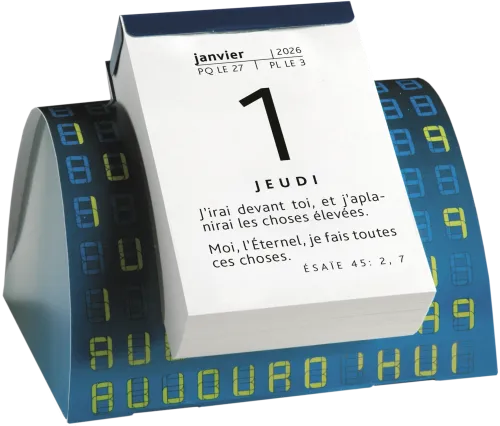 janvier | 2026
PQ LE 27 | PL LE 3
1
JEUDI
J'irai devant toi, et j'apla-
nirai les choses élevées.
Moi, l'Éternel, je fais toutes
ces choses.
ÉSAÏE 45: 2, 7
AUJOURD'HUI